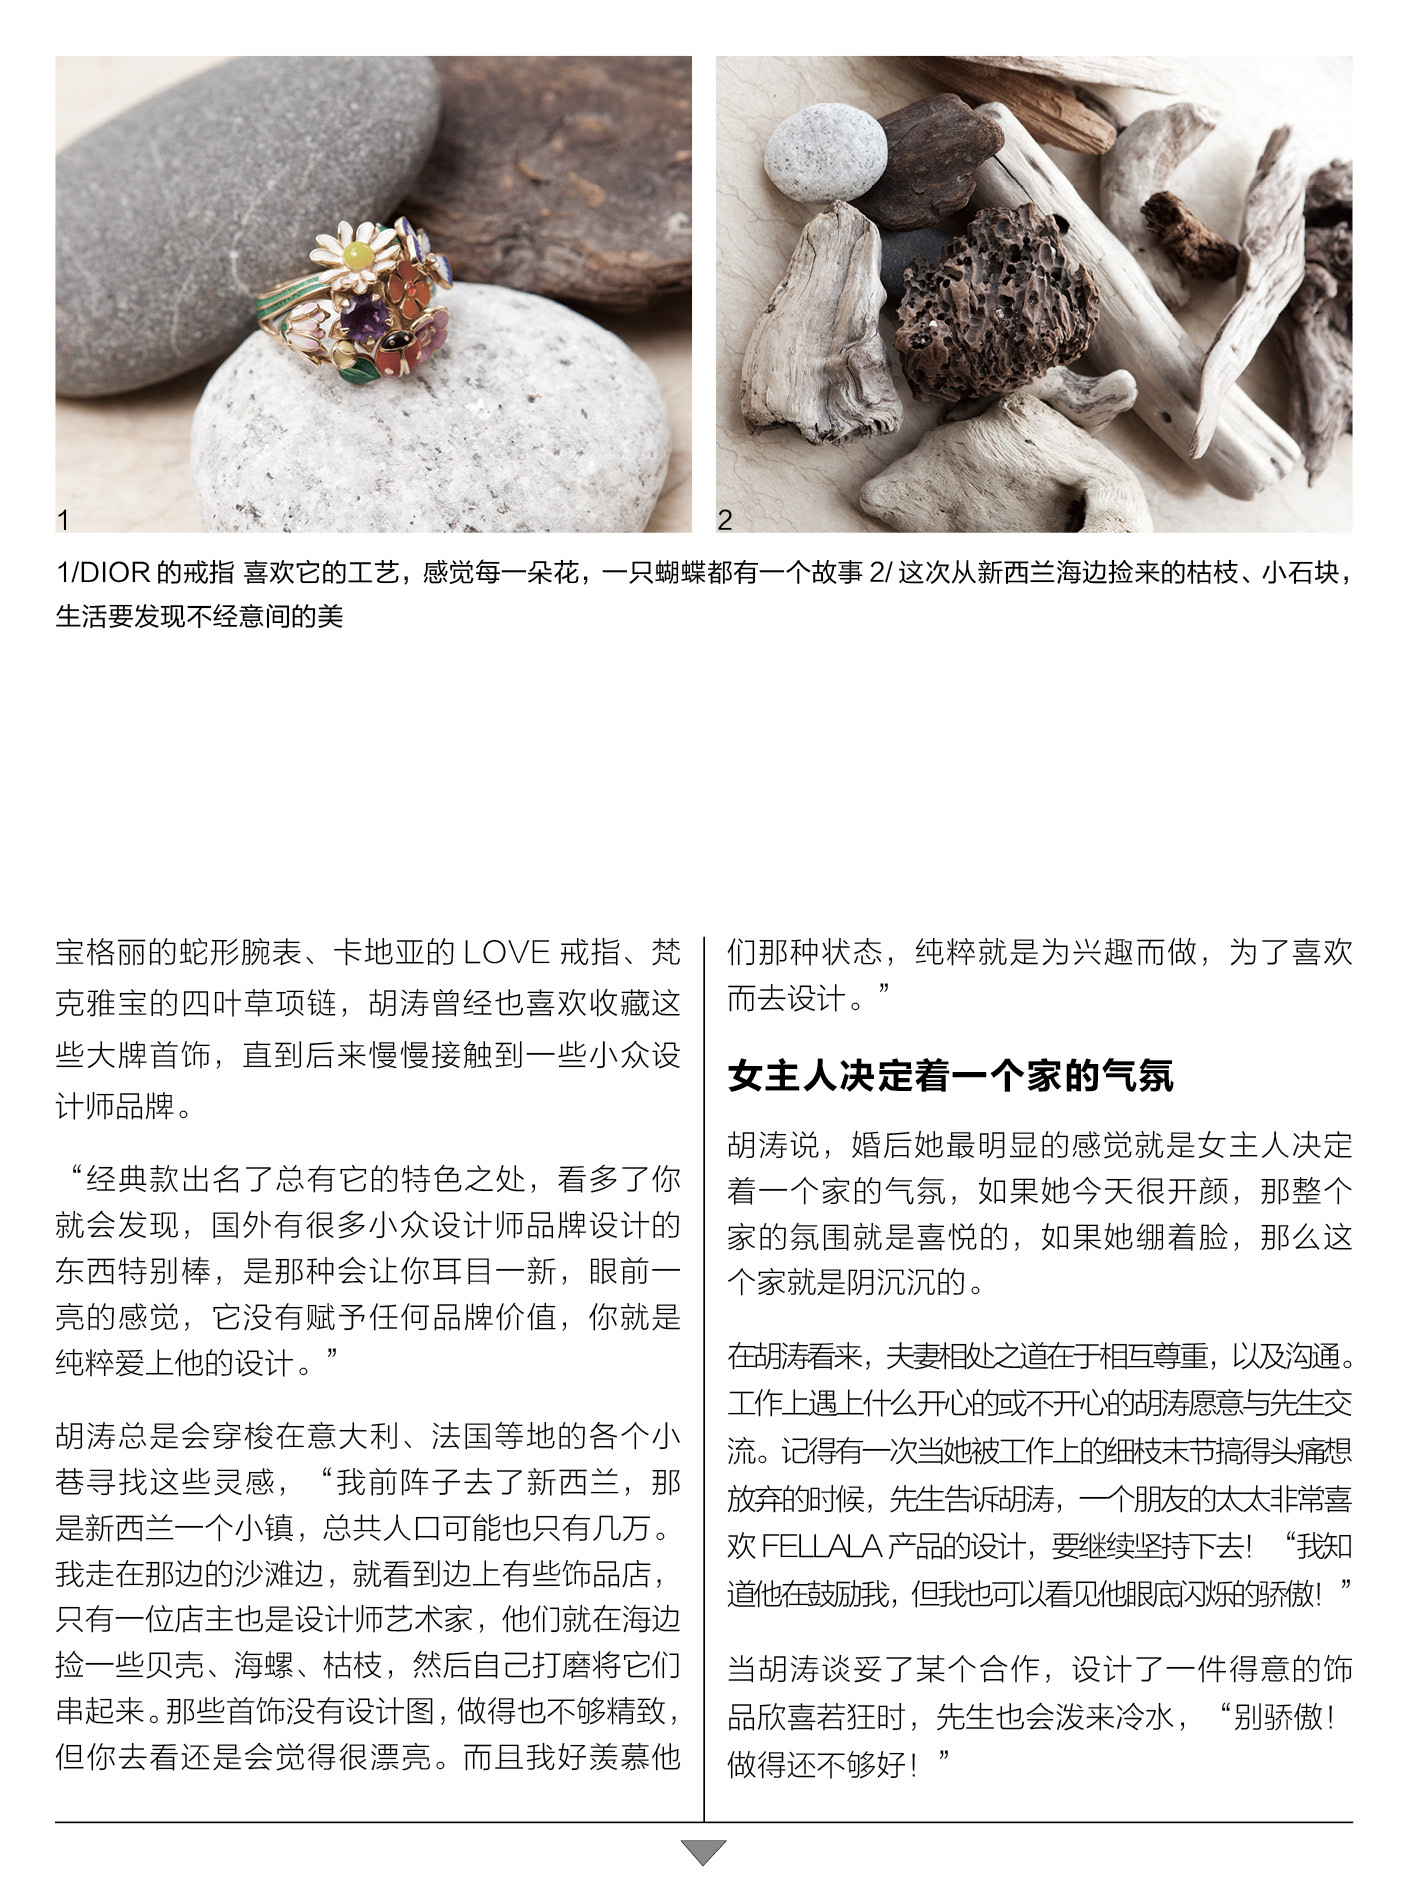 1
2
1/DIOR 的戒指 喜欢它的工艺，感觉每一朵花，一只蝴蝶都有一个故事 2/ 这次从新西兰海边捡来的枯枝、小石块，
生活要发现不经意间的美
宝格丽的蛇形腕表、卡地亚的 LOVE 戒指、梵
克雅宝的四叶草项链，胡涛曾经也喜欢收藏这
些大牌首饰，直到后来慢慢接触到一些小众设
计师品牌。
“经典款出名了总有它的特色之处，看多了你
就会发现，国外有很多小众设计师品牌设计的
东西特别棒，是那种会让你耳目一新，眼前一
亮的感觉，它没有赋予任何品牌价值，你就是
纯粹爱上他的设计。”
胡涛总是会穿梭在意大利、法国等地的各个小
巷寻找这些灵感，“我前阵子去了新西兰，那
是新西兰一个小镇，总共人口可能也只有几万。
我走在那边的沙滩边，就看到边上有些饰品店，
只有一位店主也是设计师艺术家，他们就在海边
捡一些贝壳、海螺、枯枝，然后自己打磨将它们
串起来。那些首饰没有设计图，做得也不够精致，
但你去看还是会觉得很漂亮。而且我好羡慕他
们那种状态，纯粹就是为兴趣而做，为了喜欢
而去设计。”
女主人决定着一个家的气氛
胡涛说，婚后她最明显的感觉就是女主人决定
着一个家的气氛，如果她今天很开颜，那整个
家的氛围就是喜悦的，如果她绷着脸，那么这
个家就是阴沉沉的。
在胡涛看来，夫妻相处之道在于相互尊重，以及沟通。
工作上遇上什么开心的或不开心的胡涛愿意与先生交
流。记得有一次当她被工作上的细枝末节搞得头痛想
放弃的时候，先生告诉胡涛，一个朋友的太太非常喜
欢 FELLALA 产品的设计，要继续坚持下去！“我知
道他在鼓励我，但我也可以看见他眼底闪烁的骄傲！”
当胡涛谈妥了某个合作，设计了一件得意的饰
品欣喜若狂时，先生也会泼来冷水，“别骄傲！
做得还不够好！”